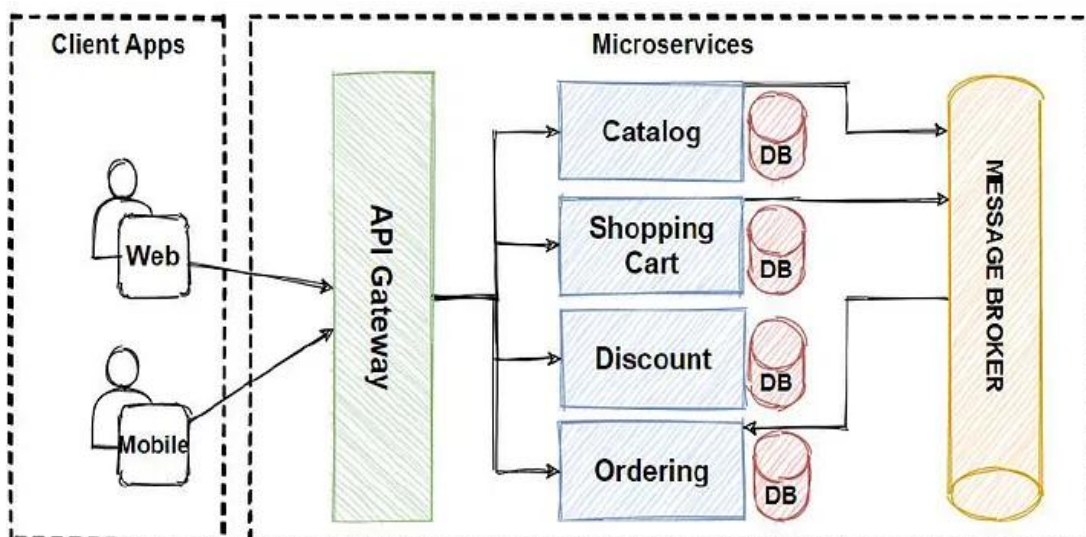 Client Apps
Microservices
Web
Mobile
API Gateway
Catalog
DB
Shopping
Cart
DB
Discount
DB
Ordering
DB
MESSAGE BROKER